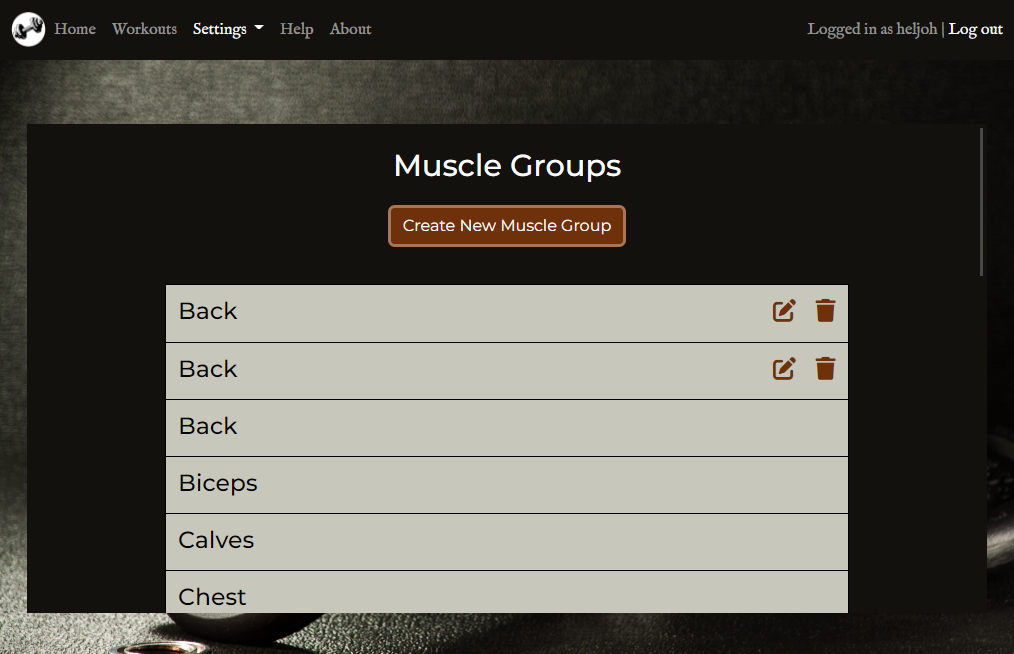 Home Workouts Settings Help About Logged in as heljoh | Log out
Muscle Groups
Create New Muscle Group
Back
Back
Back
Biceps
Calves
Chest